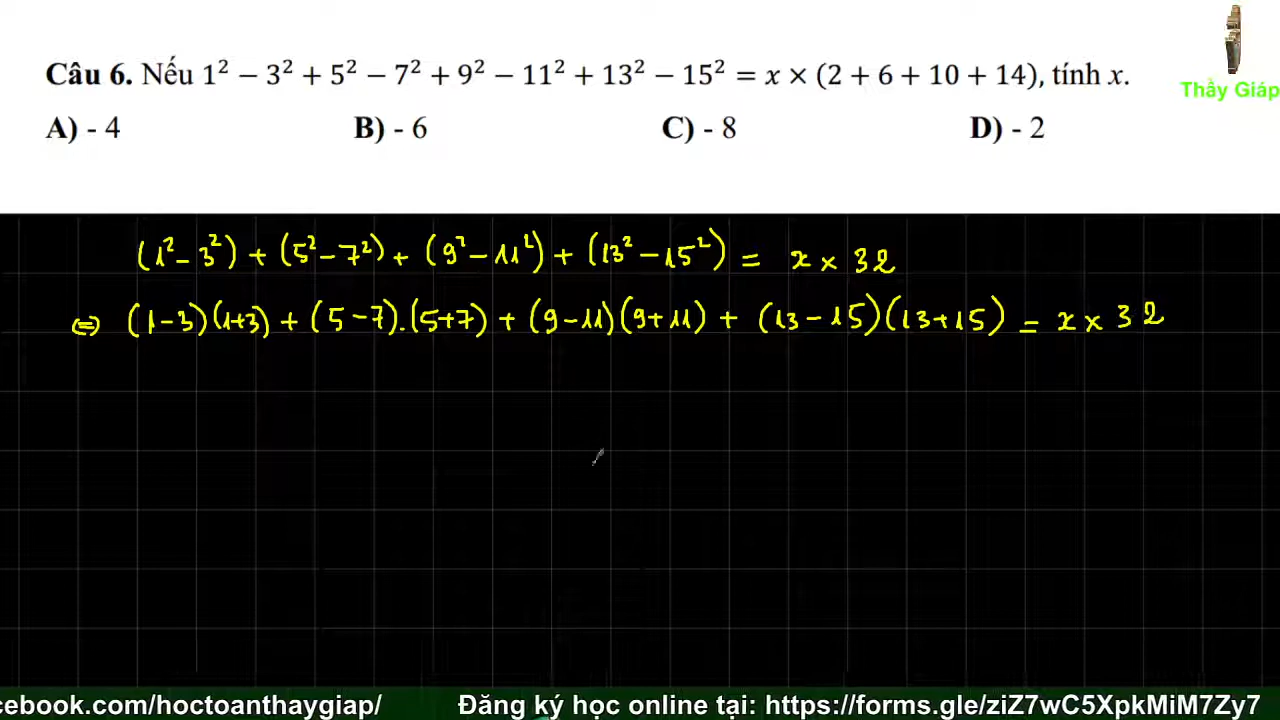 Câu 6. Nếu 1² − 3² + 5² − 7² + 9² − 11² + 13² − 15² = x × (2 + 6 + 10 + 14), tính x.
Thầy Giáp
A) - 4 B) - 6 C) - 8 D) - 2
(1² − 3²) + (5² − 7²) + (9² − 11²) + (13² − 15²) = x × 32
⇔ (1 − 3)(1 + 3) + (5 − 7).(5 + 7) + (9 − 11)(9 + 11) + (13 − 15)(13 + 15) = x × 32
cebook.com/hoctoanthaygiap/ Đăng ký học online tại: https://forms.gle/ziZ7wC5XpkMiM7Zy7